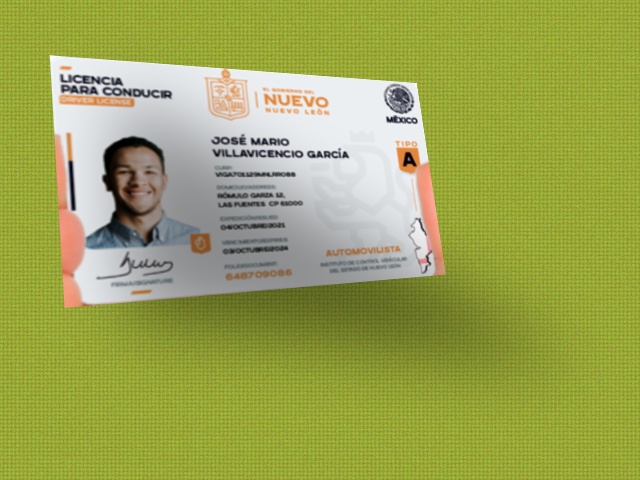 LICENCIA
PARA CONDUCIR
DRIVER LICENSE
EL GOBIERNO DEL
NUEVO
NUEVO LEÓN
MÉXICO
JOSÉ MARIO
VILLAVICENCIO GARCÍA
TIPO
A
CURP:
DOMICILIO/ADDRESS:
RÓMULO GARZA 12,
LAS FUENTES CP 61000
EXPEDICIÓN/ISSUED:
04/OCTUBRE/2021
VENCIMIENTO/EXPIRES:
03/OCTUBRE/2024
FOLIO/DOCUMENT:
648709086
FIRMA/SIGNATURE
AUTOMOVILISTA
INSTITUTO DE CONTROL VEHICULAR
DEL ESTADO DE NUEVO LEÓN